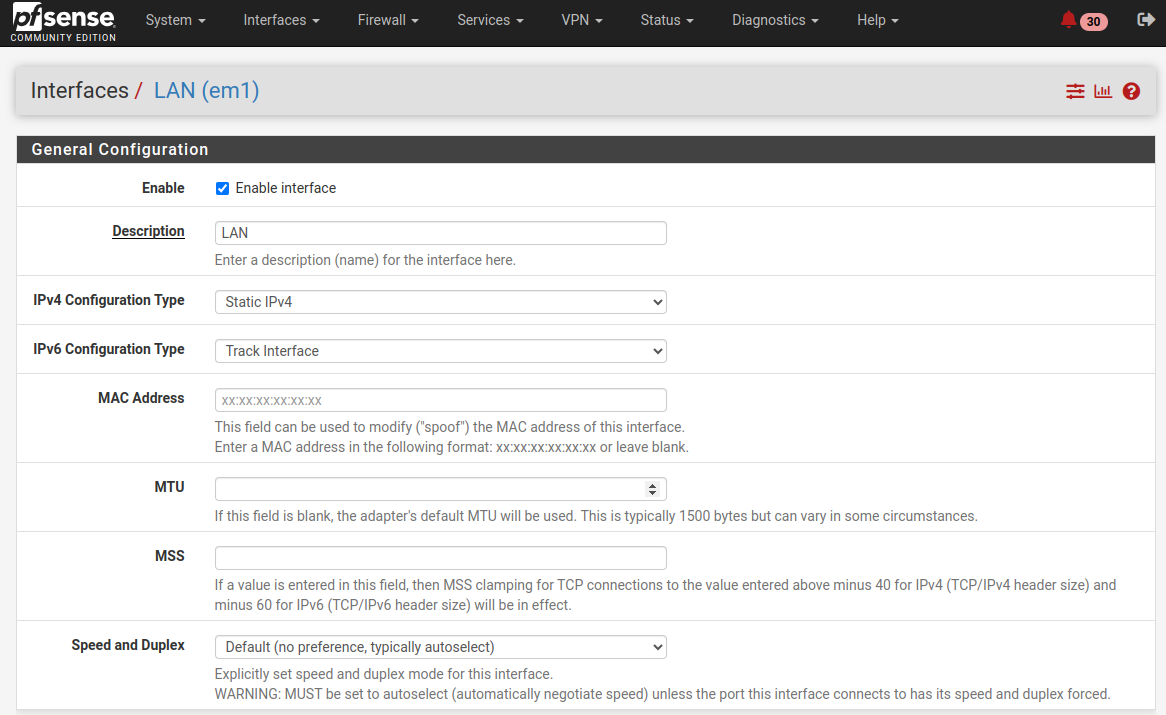 pfsense
COMMUNITY EDITION
System Interfaces Firewall Services VPN Status Diagnostics Help 30
Interfaces / LAN (em1)
General Configuration
Enable Enable interface
Description LAN
Enter a description (name) for the interface here.
IPv4 Configuration Type Static IPv4
IPv6 Configuration Type Track Interface
MAC Address xx:xx:xx:xx:xx:xx
This field can be used to modify ("spoof") the MAC address of this interface.
Enter a MAC address in the following format: xx:xx:xx:xx:xx:xx or leave blank.
MTU
If this field is blank, the adapter's default MTU will be used. This is typically 1500 bytes but can vary in some circumstances.
MSS
If a value is entered in this field, then MSS clamping for TCP connections to the value entered above minus 40 for IPv4 (TCP/IPv4 header size) and
minus 60 for IPv6 (TCP/IPv6 header size) will be in effect.
Speed and Duplex Default (no preference, typically autoselect)
Explicitly set speed and duplex mode for this interface.
WARNING: MUST be set to autoselect (automatically negotiate speed) unless the port this interface connects to has its speed and duplex forced.